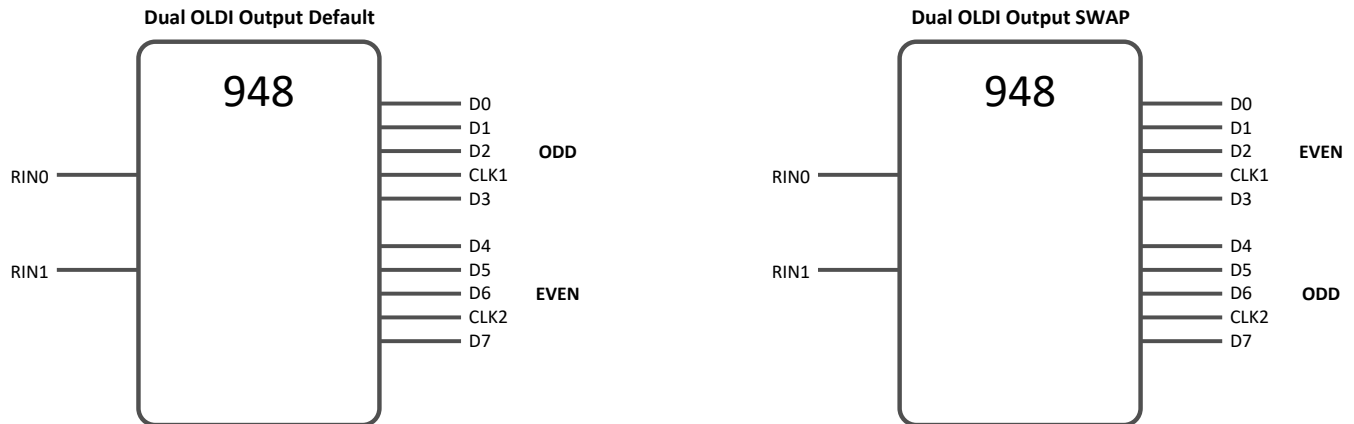 Dual OLDI Output Default
948
D0
D1
D2
ODD
CLK1
D3
RIN0
D4
D5
D6
EVEN
CLK2
D7
RIN1
Dual OLDI Output SWAP
948
D0
D1
D2
EVEN
CLK1
D3
RIN0
D4
D5
D6
ODD
CLK2
D7
RIN1